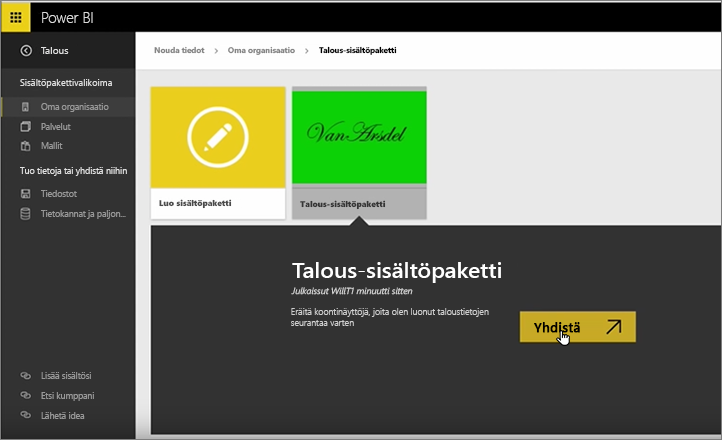 Power BI
Talous
Nouda tiedot > Oma organisaatio > Talous-sisältöpaketti
Sisältöpakettivalikoima
Oma organisaatio
Palvelut
Mallit
Tuo tietoja tai yhdistä niihin
Tiedostot
Tietokannat ja paljon...
Lisää sisältösi
Etsi kumppani
Lähetä idea
VanArsdel
Luo sisältöpaketti
Talous-sisältöpaketti
Talous-sisältöpaketti
Julkaissut WillT1 minuutti sitten
Eräitä koontinäyttöjä, joita olen luonut taloustietojen
seurantaa varten
Yhdistä